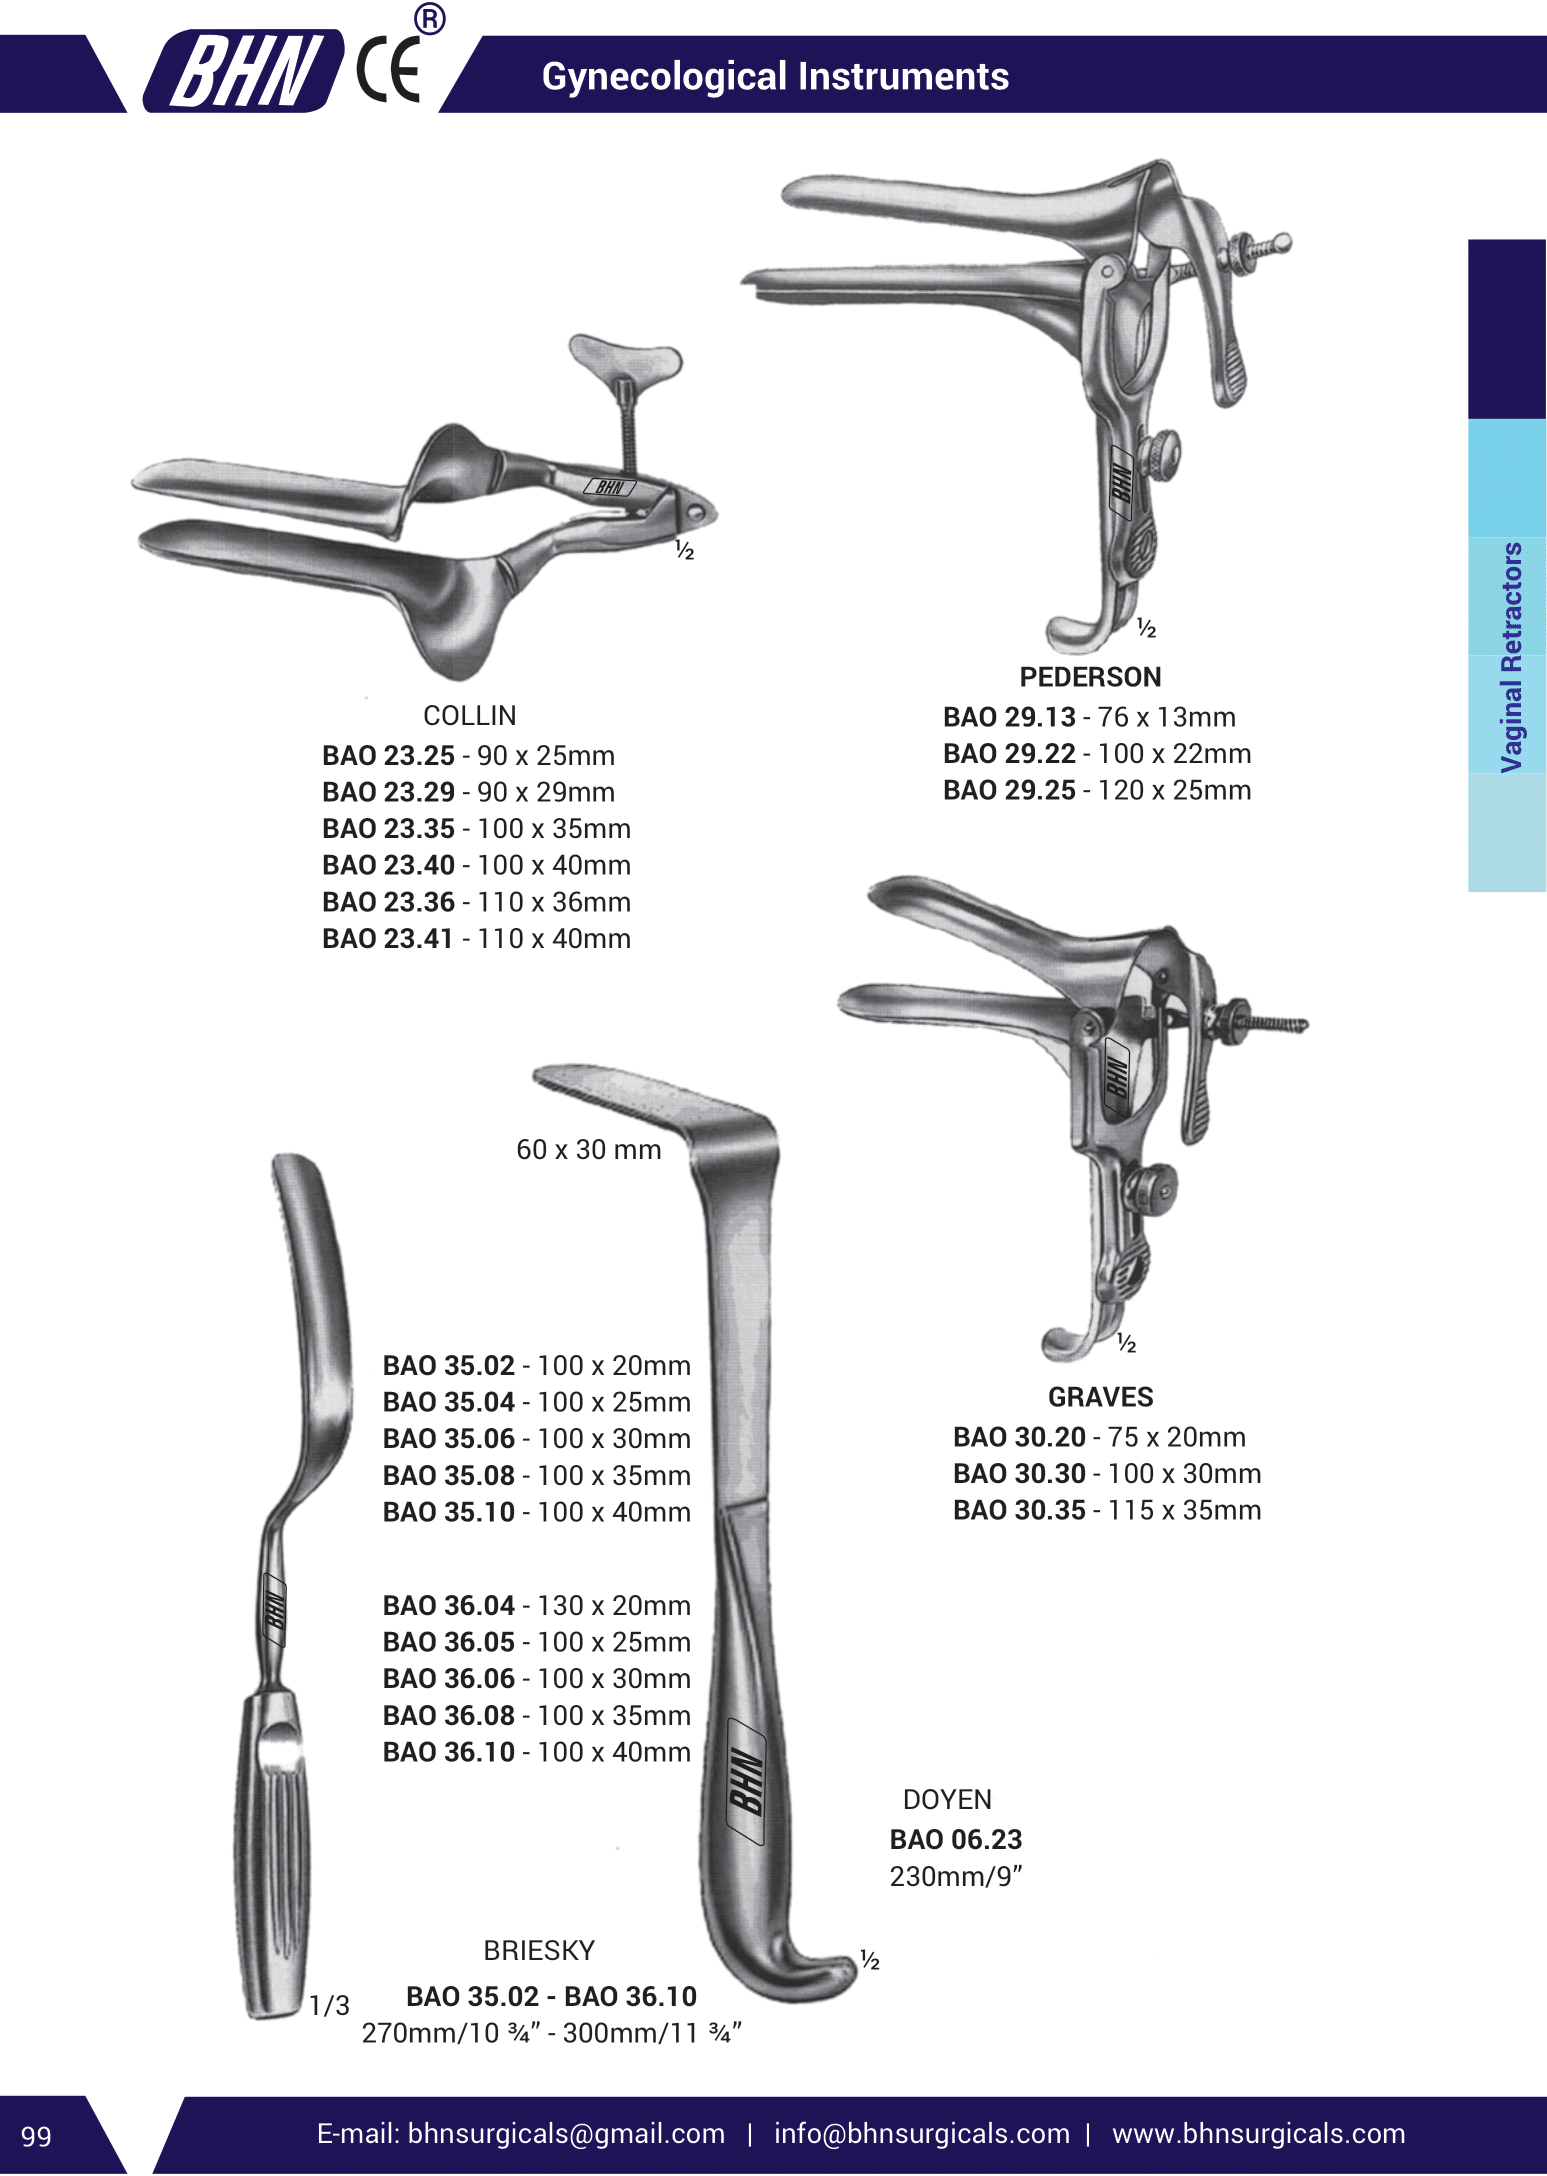 BHN CE ®
Gynecological Instruments
BHN
½
COLLIN
BAO 23.25 - 90 x 25mm
BAO 23.29 - 90 x 29mm
BAO 23.35 - 100 x 35mm
BAO 23.40 - 100 x 40mm
BAO 23.36 - 110 x 36mm
BAO 23.41 - 110 x 40mm
BHN
½
PEDERSON
BAO 29.13 - 76 x 13mm
BAO 29.22 - 100 x 22mm
BAO 29.25 - 120 x 25mm
Vaginal Retractors
BHN
½
GRAVES
BAO 30.20 - 75 x 20mm
BAO 30.30 - 100 x 30mm
BAO 30.35 - 115 x 35mm
60 x 30 mm
BAO 35.02 - 100 x 20mm
BAO 35.04 - 100 x 25mm
BAO 35.06 - 100 x 30mm
BAO 35.08 - 100 x 35mm
BAO 35.10 - 100 x 40mm
BAO 36.04 - 130 x 20mm
BAO 36.05 - 100 x 25mm
BAO 36.06 - 100 x 30mm
BAO 36.08 - 100 x 35mm
BAO 36.10 - 100 x 40mm
BHN
BHN
DOYEN
BAO 06.23
230mm/9”
½
BRIESKY
1/3
BAO 35.02 - BAO 36.10
270mm/10 ¾” - 300mm/11 ¾”
99
E-mail: bhnsurgicals@gmail.com | info@bhnsurgicals.com | www.bhnsurgicals.com